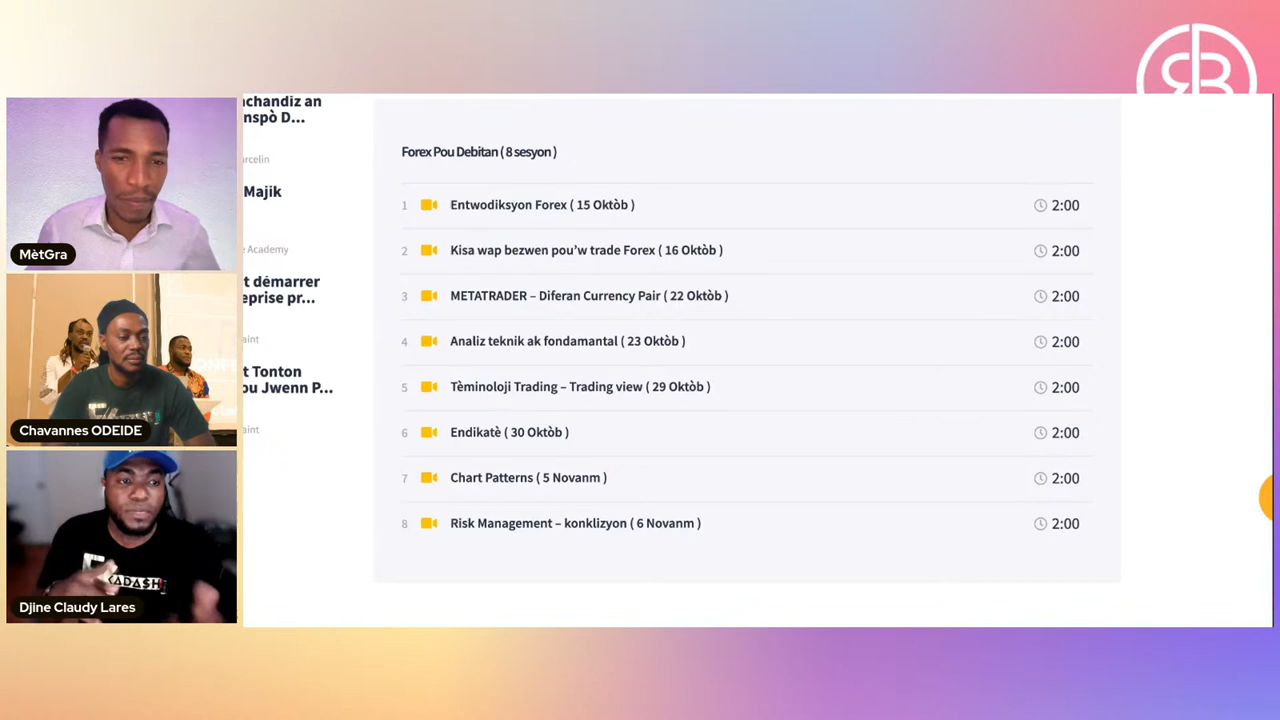 achandiz an
nspò D...
arcelin
Majik
e Academy
t démarrer
eprise pr...
aint
t Tonton
ou Jwenn P...
aint
Forex Pou Debitan ( 8 sesyon )
1 Entwodiksyon Forex ( 15 Oktòb ) 2:00
2 Kisa wap bezwen pou’w trade Forex ( 16 Oktòb ) 2:00
3 METATRADER – Diferan Currency Pair ( 22 Oktòb ) 2:00
4 Analiz teknik ak fondamantal ( 23 Oktòb ) 2:00
5 Tèminoloji Trading – Trading view ( 29 Oktòb ) 2:00
6 Endikatè ( 30 Oktòb ) 2:00
7 Chart Patterns ( 5 Novanm ) 2:00
8 Risk Management – konklizyon ( 6 Novanm ) 2:00
MètGra
Chavannes ODEIDE
Djine Claudy Lares